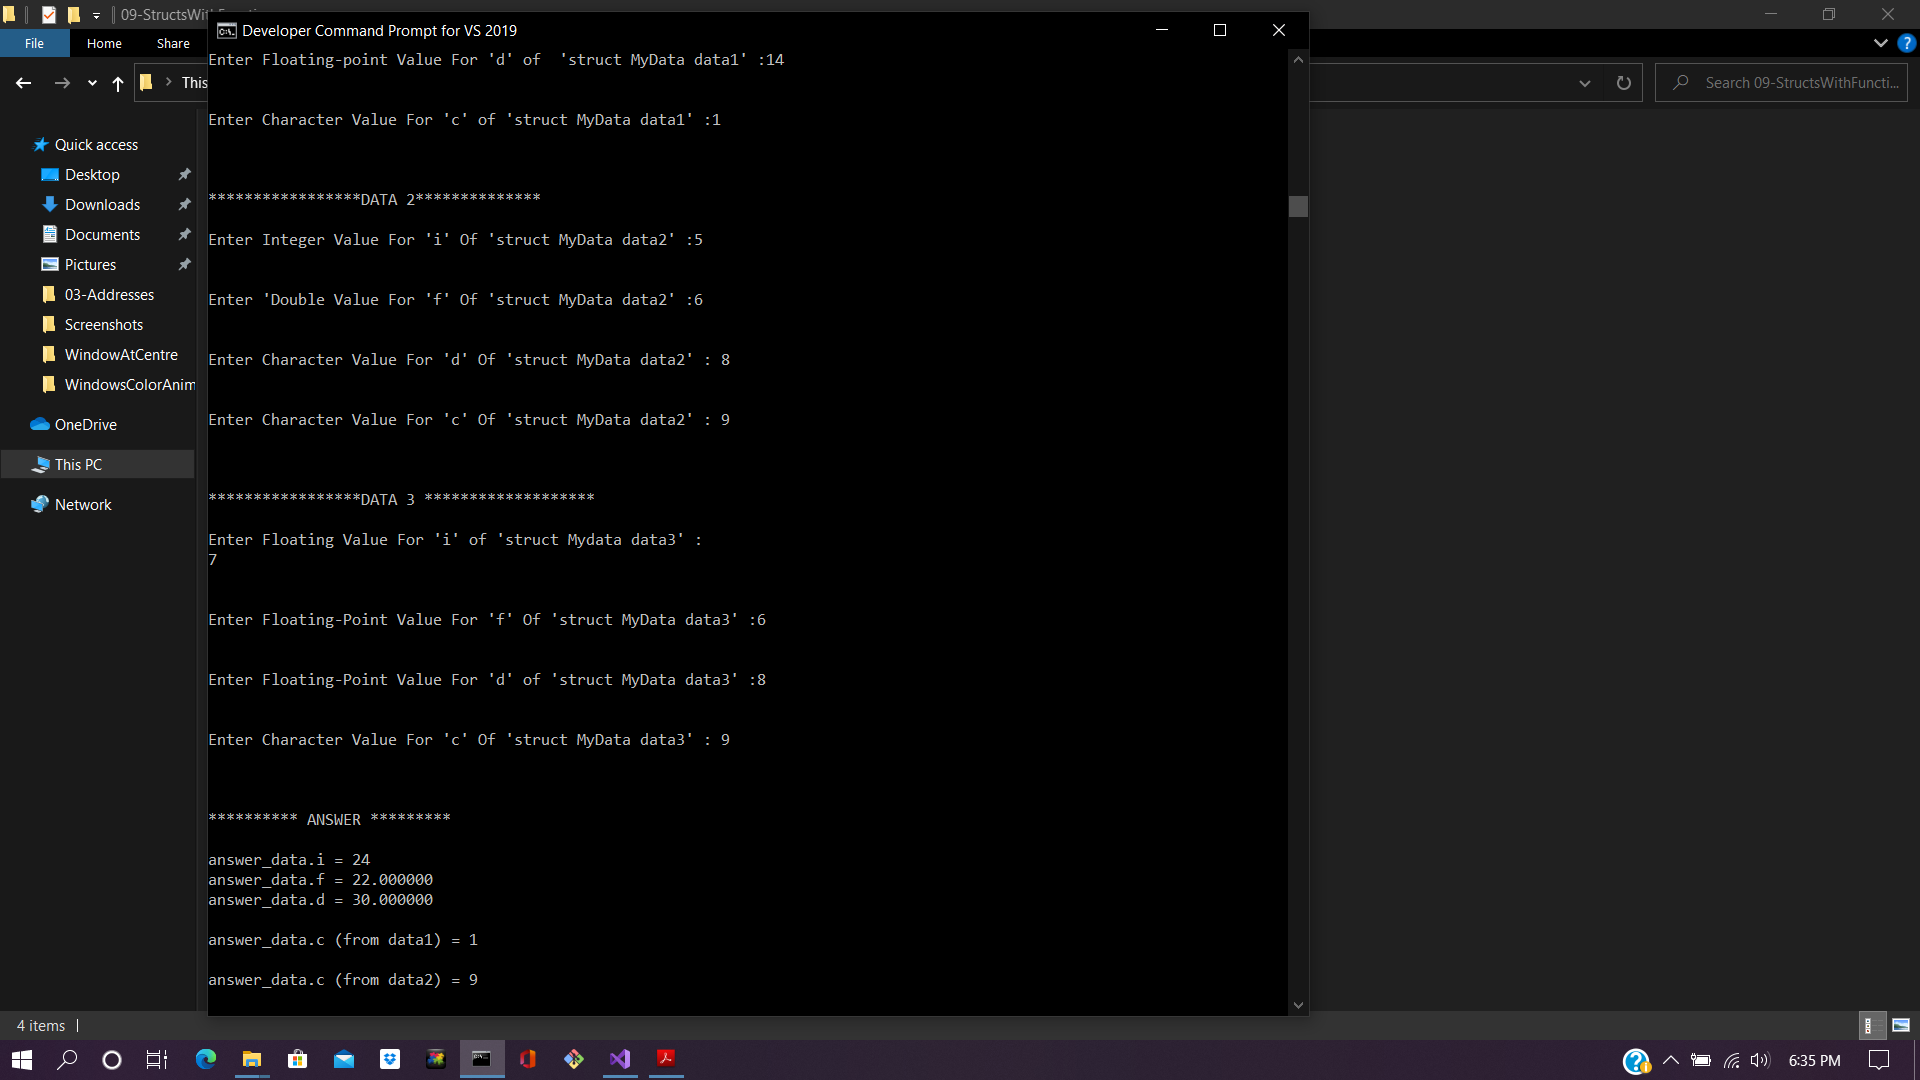 09-StructsWi
Developer Command Prompt for VS 2019
File
Home
Share
This
Search 09-StructsWithFuncti...
Quick access
Desktop
Downloads
Documents
Pictures
03-Addresses
Screenshots
WindowAtCentre
WindowsColorAnim
OneDrive
This PC
Network
Enter Floating-point Value For 'd' of  'struct MyData data1' :14
Enter Character Value For 'c' of 'struct MyData data1' :1
*****************DATA 2**************
Enter Integer Value For 'i' Of 'struct MyData data2' :5
Enter 'Double Value For 'f' Of 'struct MyData data2' :6
Enter Character Value For 'd' Of 'struct MyData data2' : 8
Enter Character Value For 'c' Of 'struct MyData data2' : 9
*****************DATA 3 *******************
Enter Floating Value For 'i' of 'struct Mydata data3' :
7
Enter Floating-Point Value For 'f' Of 'struct MyData data3' :6
Enter Floating-Point Value For 'd' of 'struct MyData data3' :8
Enter Character Value For 'c' Of 'struct MyData data3' : 9
********** ANSWER *********
answer_data.i = 24
answer_data.f = 22.000000
answer_data.d = 30.000000
answer_data.c (from data1) = 1
answer_data.c (from data2) = 9
4 items
6:35 PM